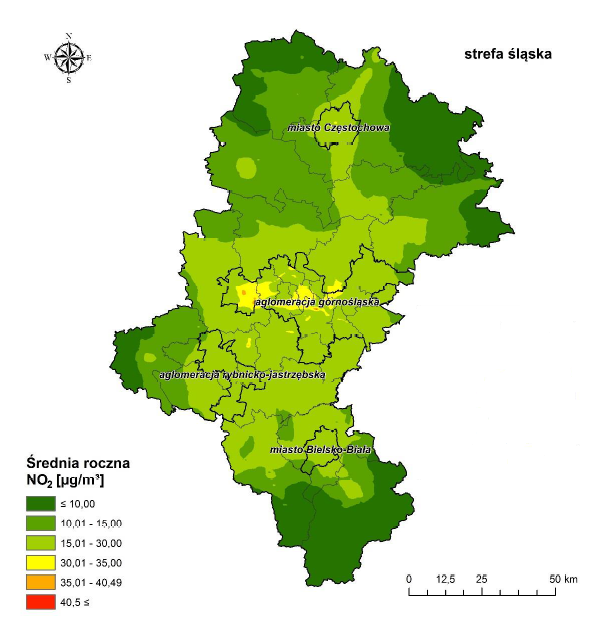 N
W E
S
strefa śląska
miasto Częstochowa
aglomeracja górnośląska
aglomeracja rybnicko-jastrzębska
miasto Bielsko-Biała
Średnia roczna
NO₂ [µg/m³]
≤ 10,00
10,01 - 15,00
15,01 - 30,00
30,01 - 35,00
35,01 - 40,49
40,5 ≤
0 12,5 25 50 km